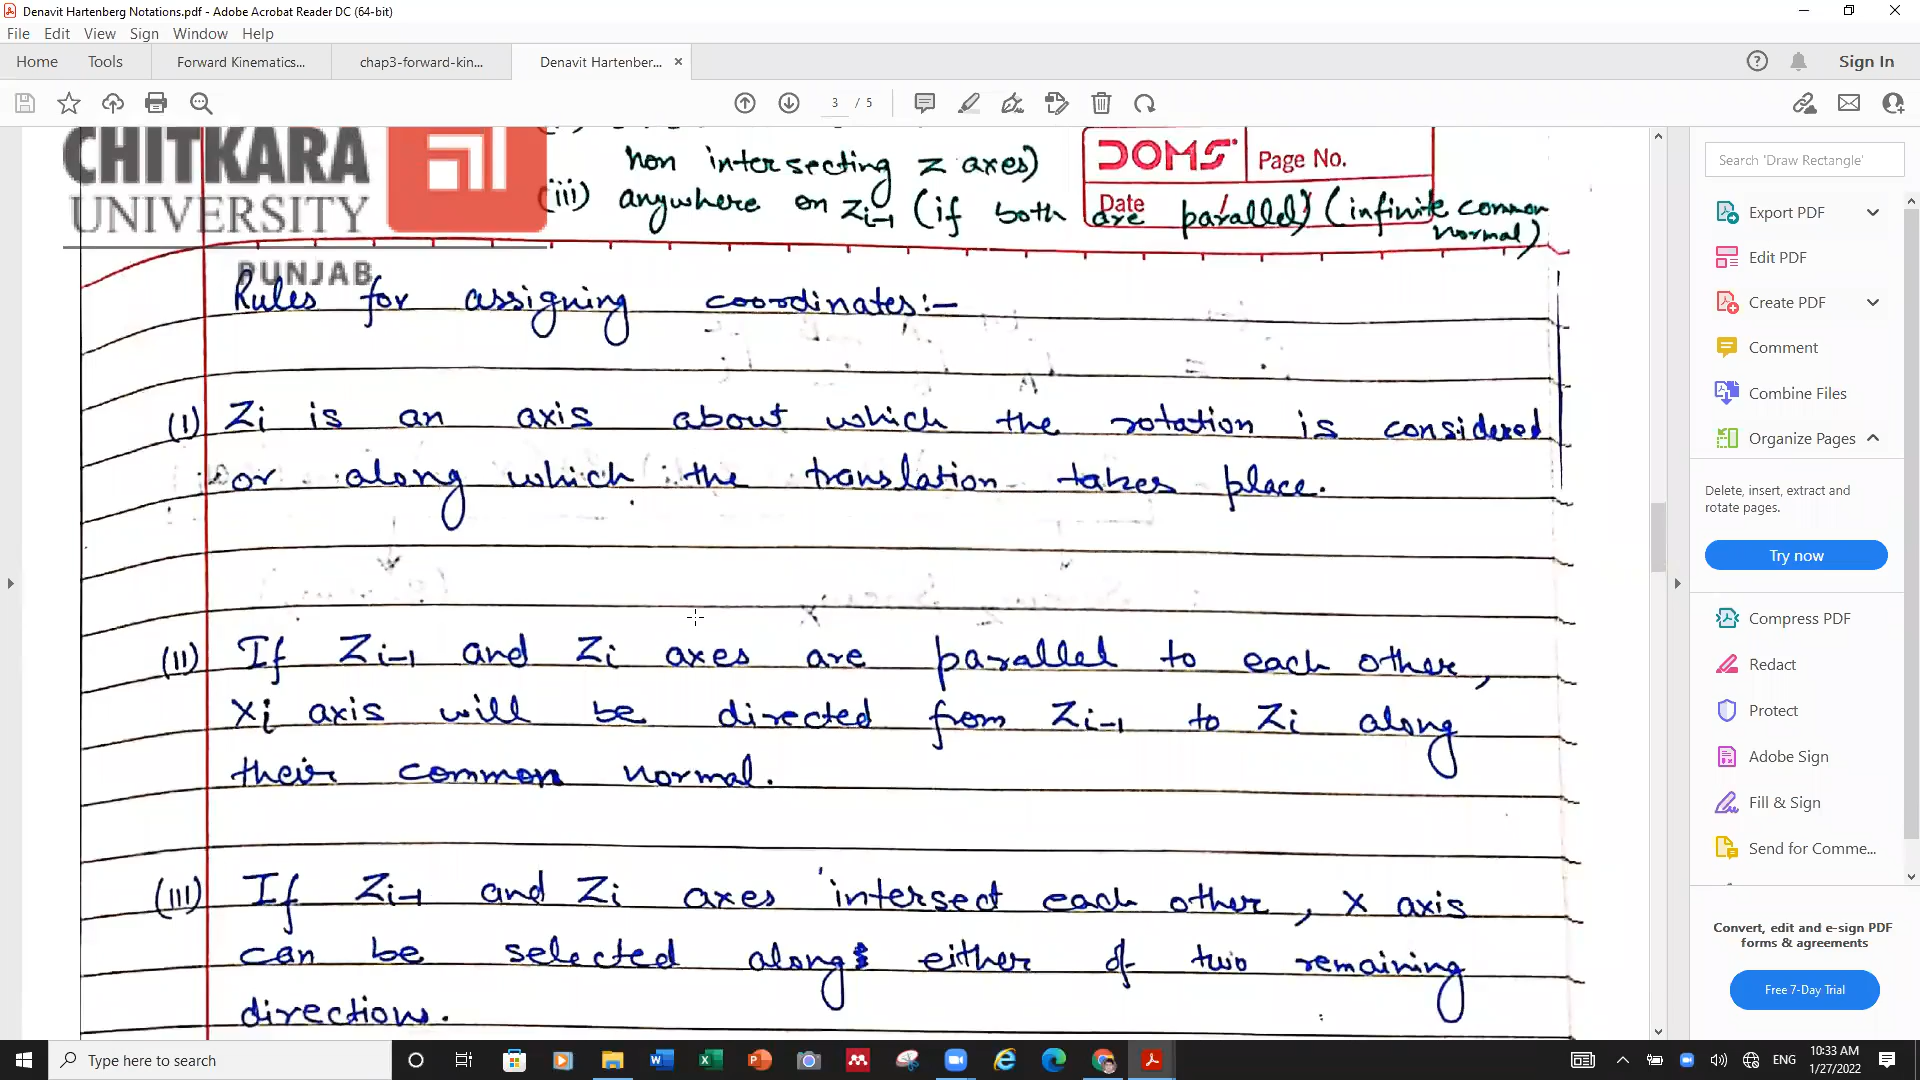 Denavit Hartenberg Notations.pdf - Adobe Acrobat Reader DC (64-bit)
File Edit View Sign Window Help
Home Tools Forward Kinematics... chap3-forward-kin... Denavit Hartenber... ×
Sign In
3 / 5
CHITKARA
UNIVERSITY
PUNJAB
DOMS Page No.
Date
non intersecting Z axes)
(iii) anywhere on Zi-1 (if both are parallel) (infinite common
normal)
Rules for assigning coordinates:-
(I) Zi is an axis about which the rotation is considered
or along which the translation takes place.
(II) If Zi-1 and Zi axes are parallel to each other,
Xi axis will be directed from Zi-1 to Zi along
their common normal.
(III) If Zi-1 and Zi axes intersect each other, X axis
can be selected along either of two remaining
directions.
Search 'Draw Rectangle'
Export PDF
Edit PDF
Create PDF
Comment
Combine Files
Organize Pages
Delete, insert, extract and
rotate pages.
Try now
Compress PDF
Redact
Protect
Adobe Sign
Fill & Sign
Send for Comme...
Convert, edit and e-sign PDF
forms & agreements
Free 7-Day Trial
Type here to search
ENG
10:33 AM
1/27/2022